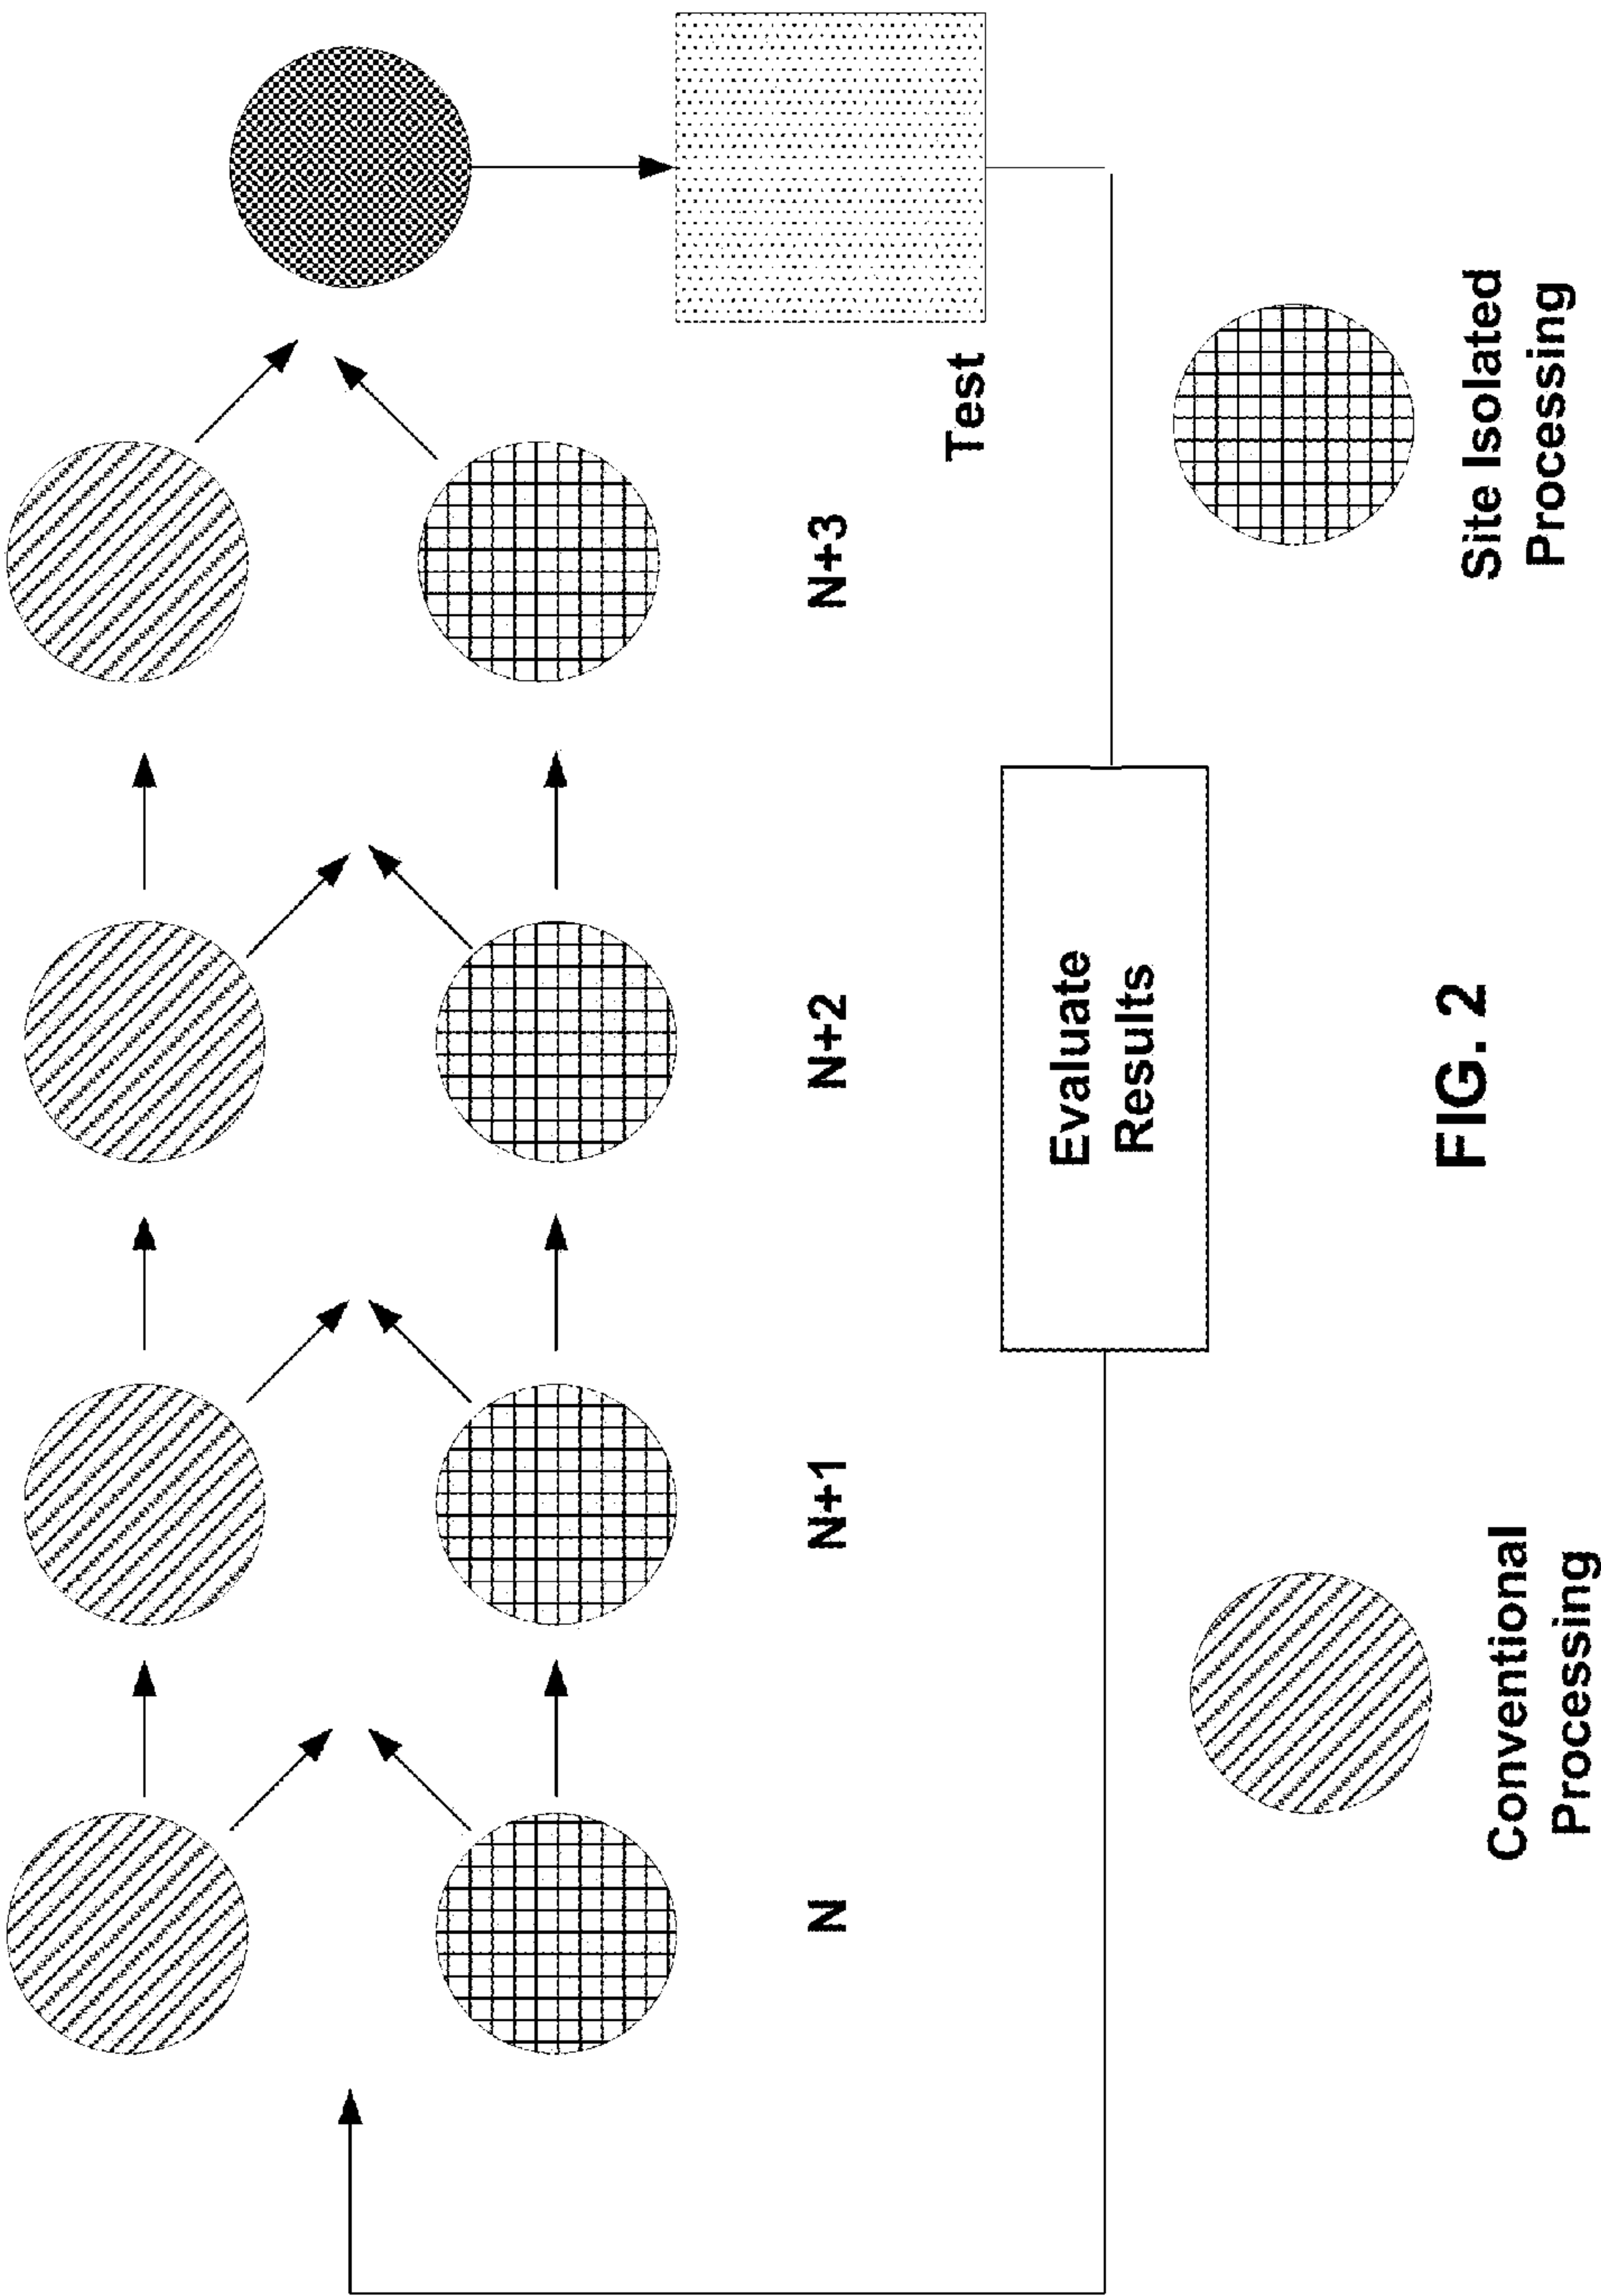 N
N+1
N+2
N+3
Test
Evaluate
Results
Conventional
Processing
Site Isolated
Processing
FIG. 2